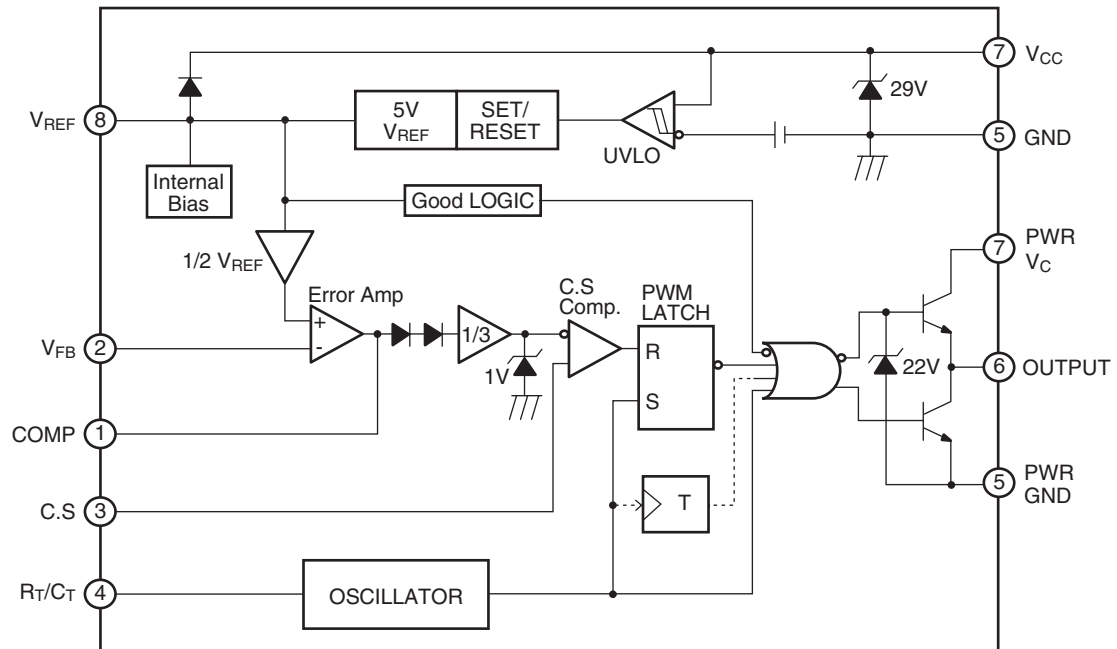 7 VCC
29V
VREF 8
5V
VREF
SET/
RESET
UVLO
5 GND
Internal
Bias
Good LOGIC
1/2 VREF
7 PWR
VC
Error Amp
C.S
Comp.
PWM
LATCH
+
-
1/3
R
VFB 2
1V
22V
6 OUTPUT
S
COMP 1
5 PWR
GND
C.S 3
T
RT/CT 4
OSCILLATOR